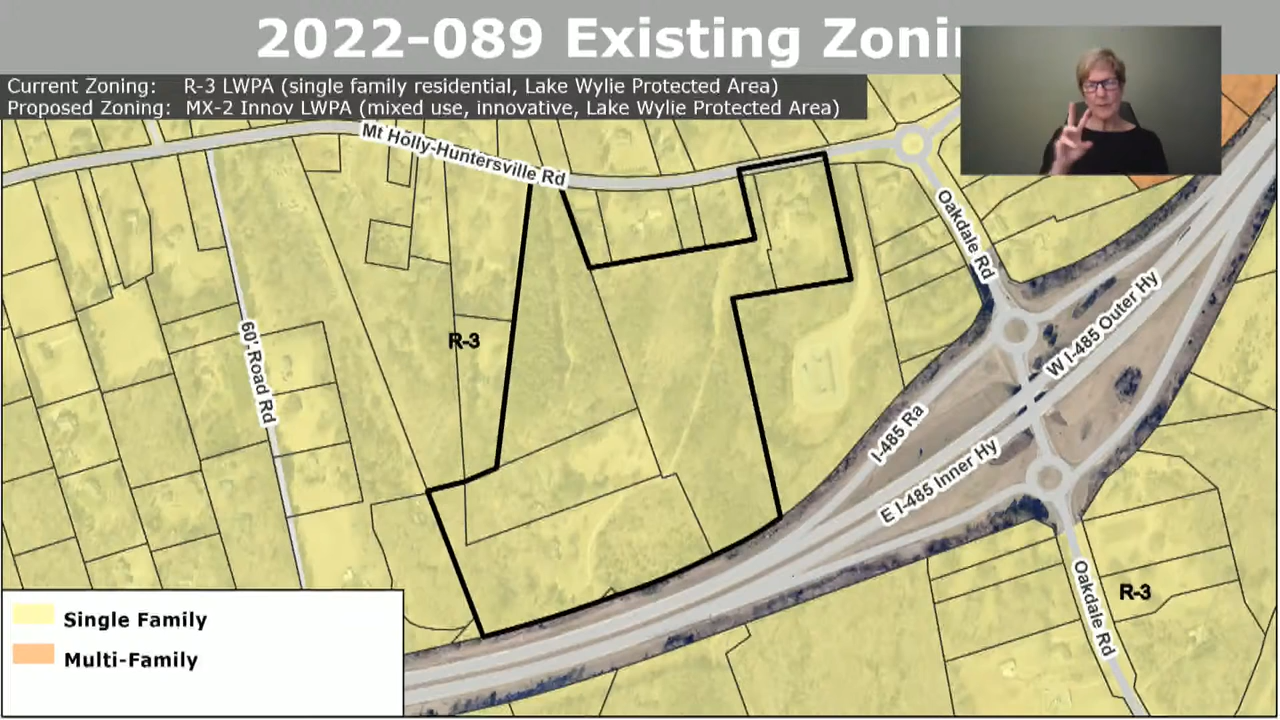 2022-089 Existing
Current Zoning: R-3 LWPA (single family residential, Lake Wylie Protected Area)
Proposed Zoning: MX-2 Innov LWPA (mixed use, innovative, Lake Wylie Protected Area)
Mt Holly-Huntersville Rd
Oakdale Rd
60' Road Rd
R-3
W I-485 Outer Hy
I-485 Ra
E I-485 Inner Hy
R-3
Oakdale Rd
Single Family
Multi-Family